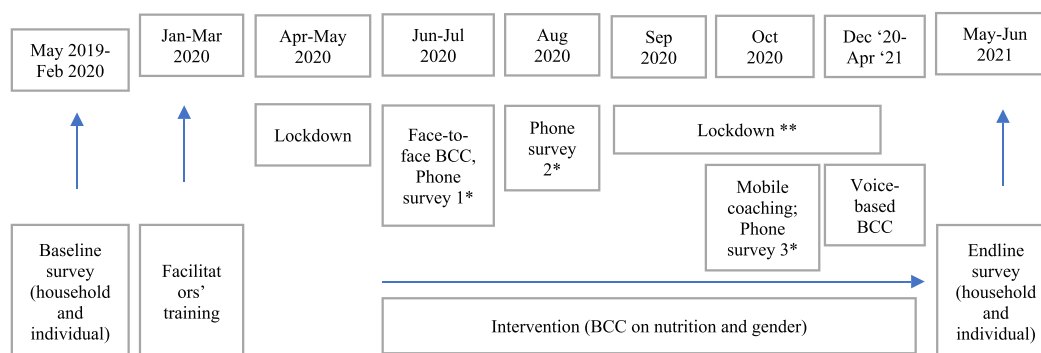 May 2019-
Feb 2020
Jan-Mar
2020
Apr-May
2020
Jun-Jul
2020
Aug
2020
Sep
2020
Oct
2020
Dec ‘20-
Apr ‘21
May-Jun
2021
Lockdown
Face-to-
face BCC,
Phone
survey 1*
Phone
survey
2*
Lockdown **
Mobile
coaching;
Phone
survey 3*
Voice-
based
BCC
Baseline
survey
(household
and
individual)
Facilitat
ors’
training
Intervention (BCC on nutrition and gender)
Endline
survey
(household
and
individual)